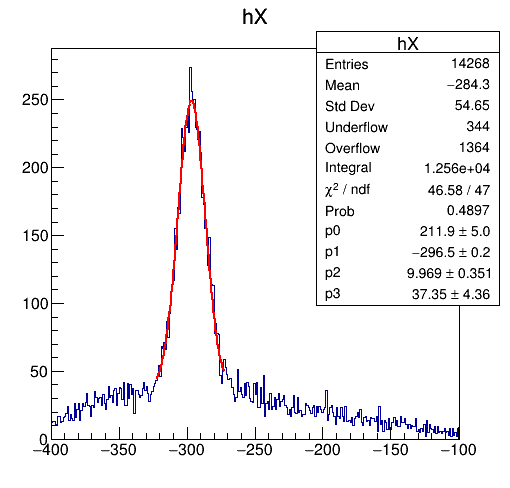 hX
hX
Entries 14268
Mean −284.3
Std Dev 54.65
Underflow 344
Overflow 1364
Integral 1.256e+04
χ² / ndf 46.58 / 47
Prob 0.4897
p0 211.9 ± 5.0
p1 −296.5 ± 0.2
p2 9.969 ± 0.351
p3 37.35 ± 4.36
250
200
150
100
50
0
−400 −350 −300 −250 −200 −150 −100